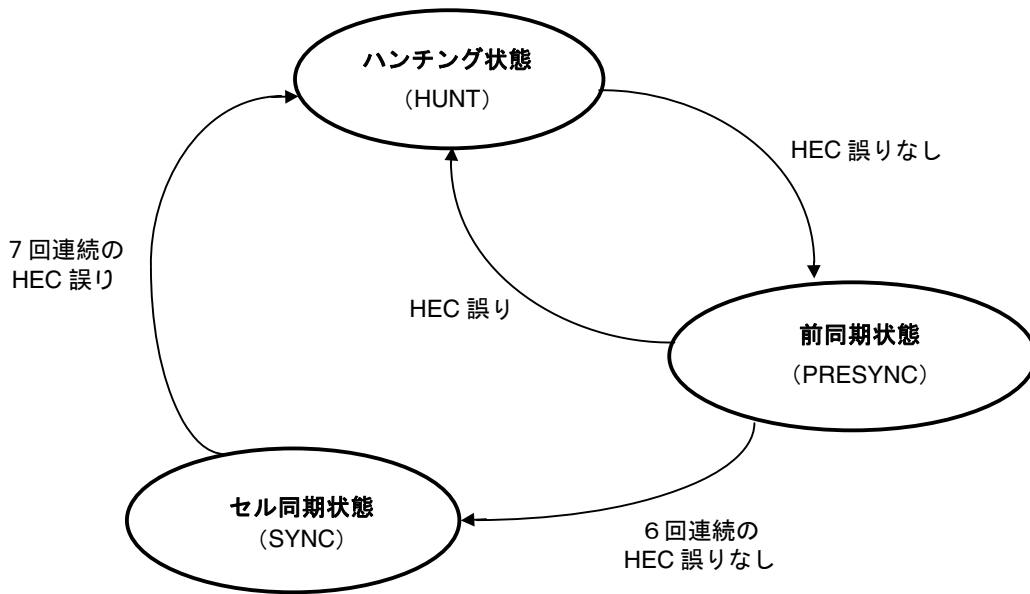 ハンチング状態
（HUNT）
HEC 誤りなし
7 回連続の
HEC 誤り
HEC 誤り
前同期状態
（PRESYNC）
セル同期状態
（SYNC）
６回連続の
HEC 誤りなし